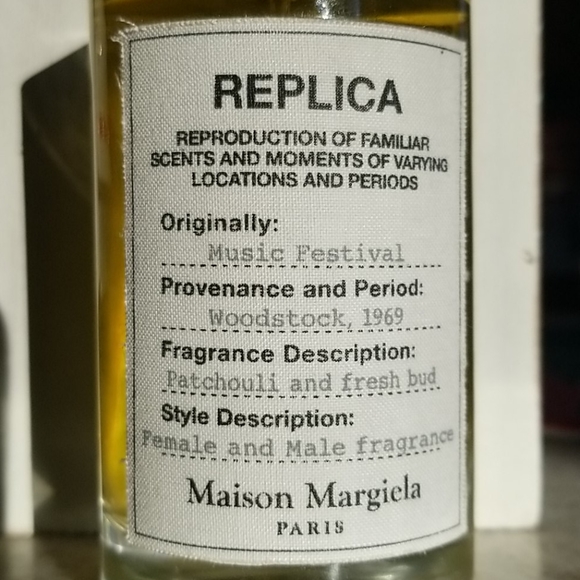 REPLICA
REPRODUCTION OF FAMILIAR
SCENTS AND MOMENTS OF VARYING
LOCATIONS AND PERIODS
Originally:
Music Festival
Provenance and Period:
Woodstock, 1969
Fragrance Description:
Patchouli and fresh bud
Style Description:
Female and Male fragrance
Maison Margiela
PARIS